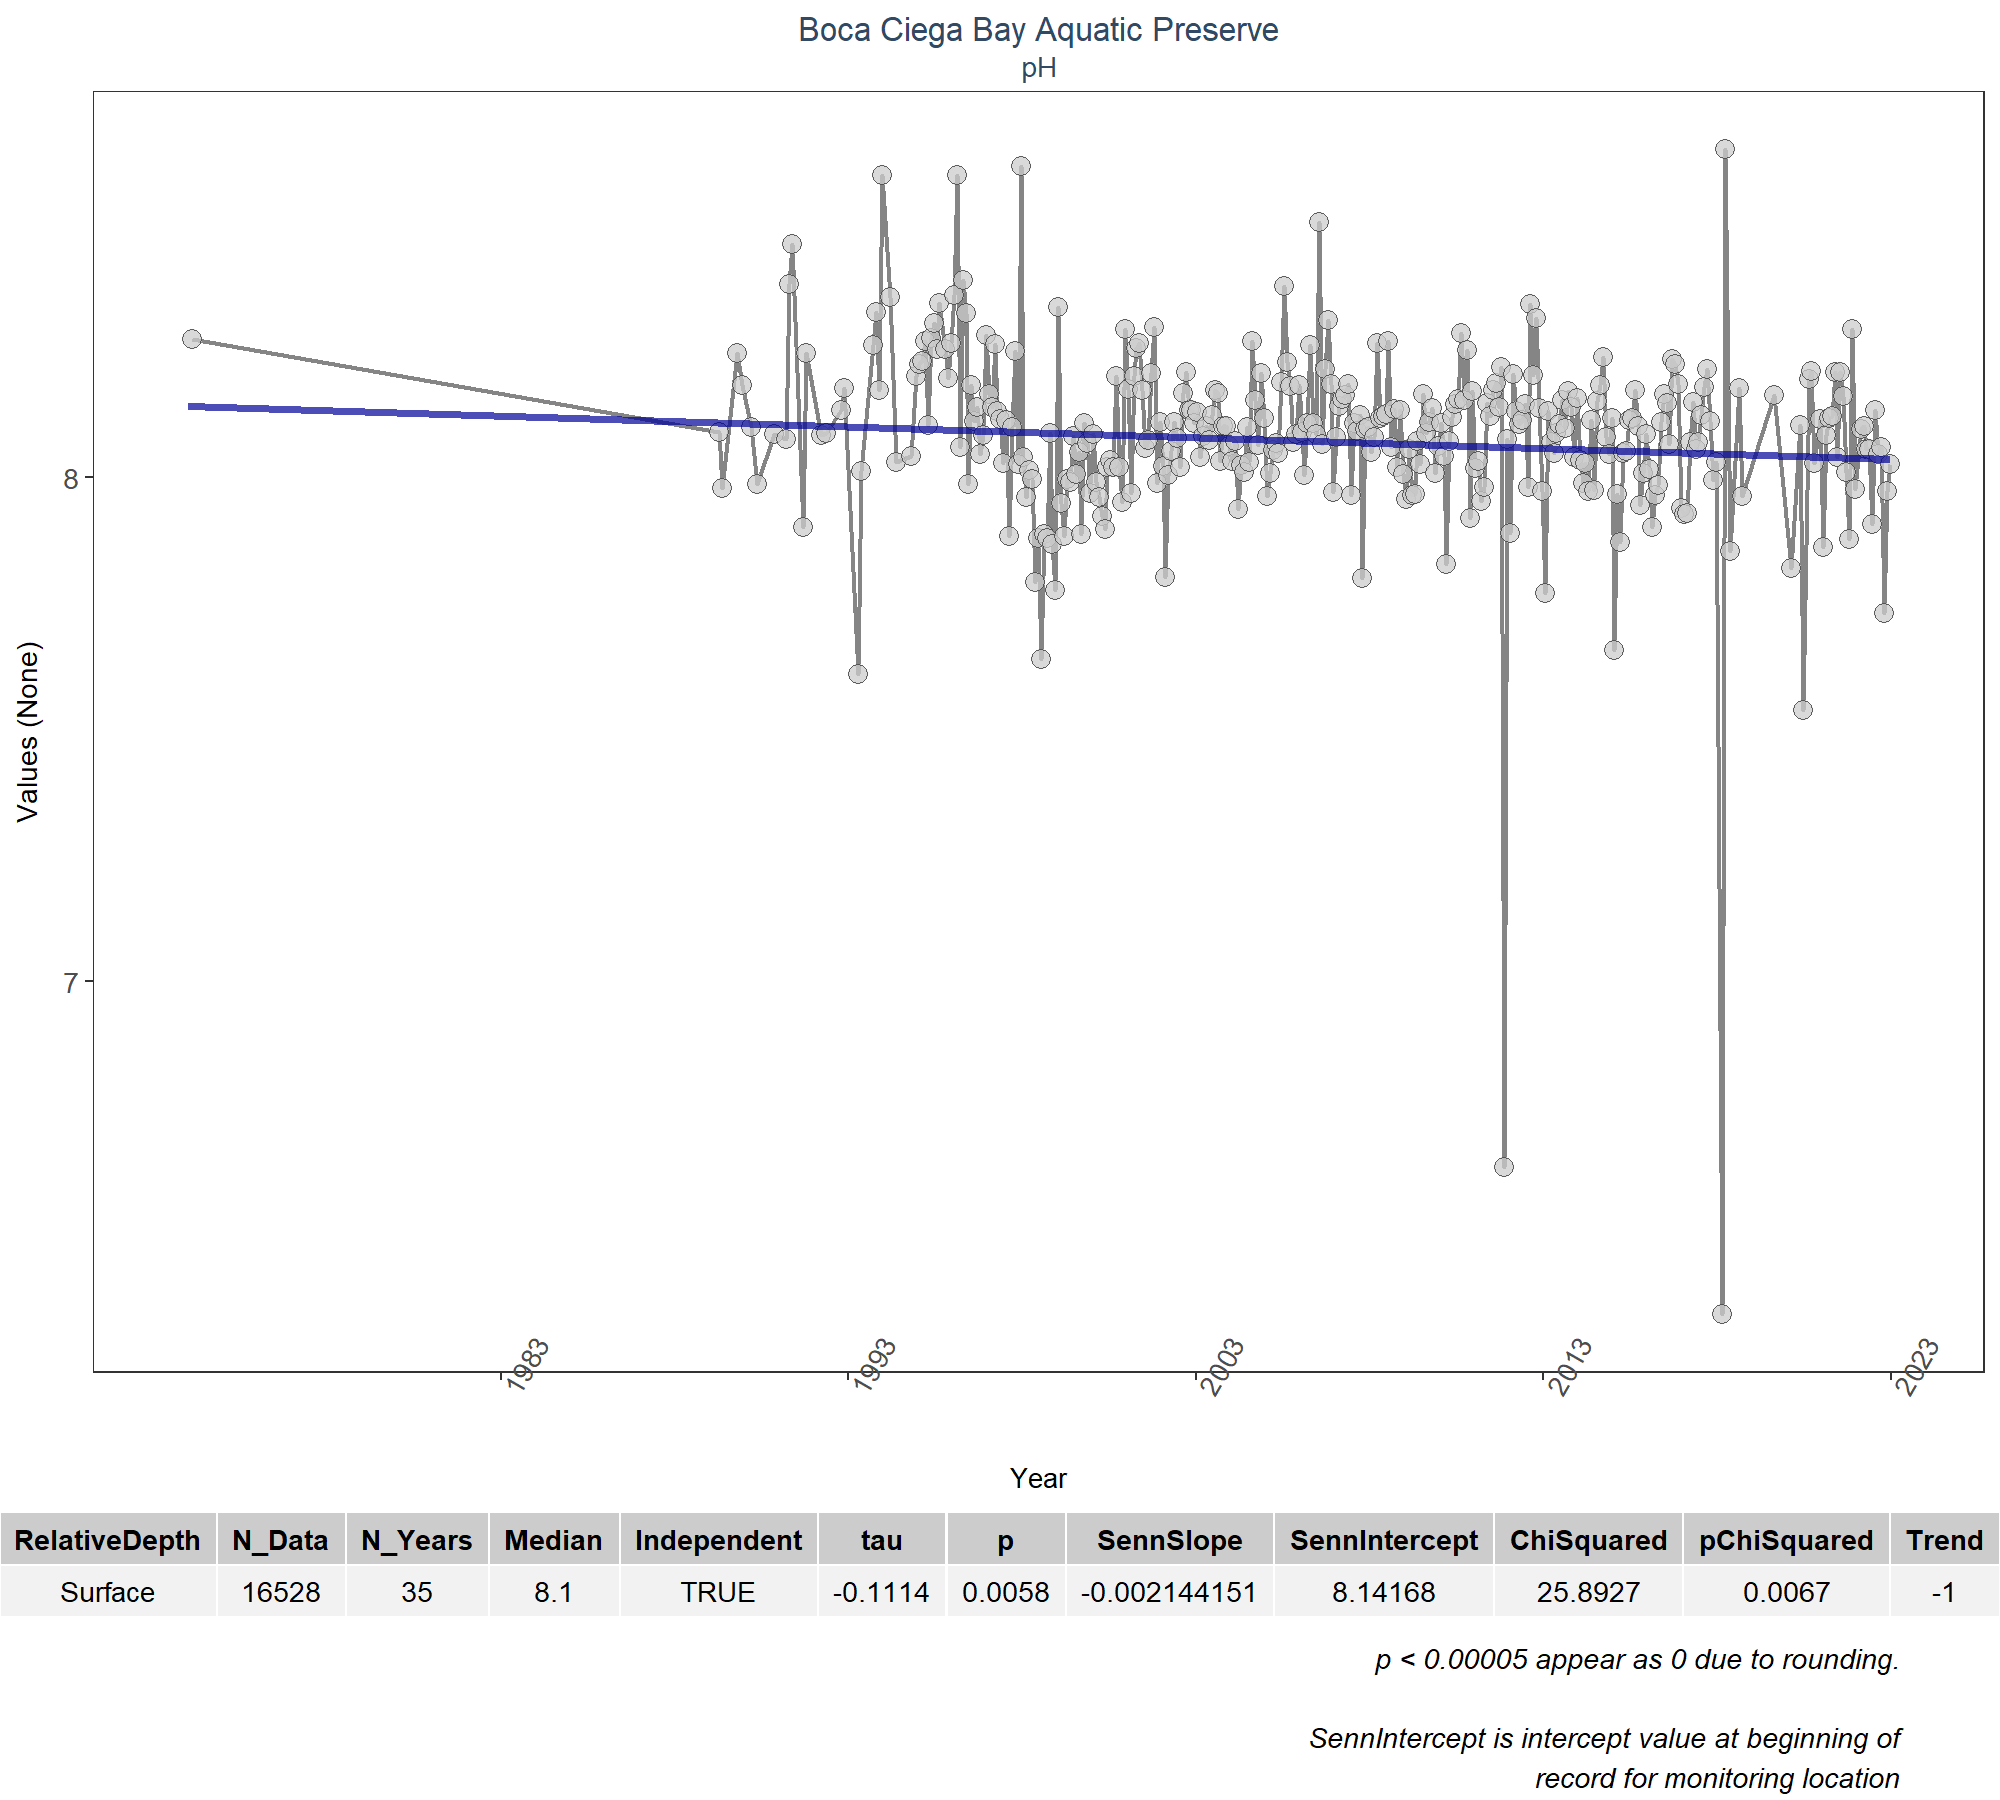 Boca Ciega Bay Aquatic Preserve
pH
Values (None)
8
7
1983
1993
2003
2013
2023
Year
RelativeDepth N_Data N_Years Median Independent tau p SennSlope SennIntercept ChiSquared pChiSquared Trend
Surface 16528 35 8.1 TRUE -0.1114 0.0058 -0.002144151 8.14168 25.8927 0.0067 -1
p < 0.00005 appear as 0 due to rounding.
SennIntercept is intercept value at beginning of
record for monitoring location